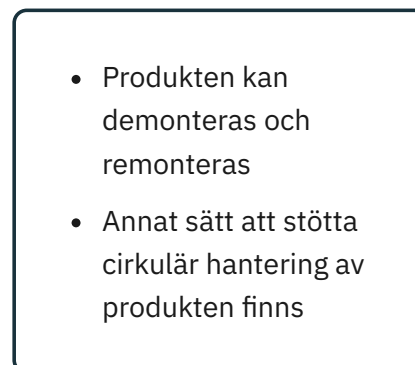 • Produkten kan
demonteras och
remonteras
• Annat sätt att stötta
cirkulär hantering av
produkten finns